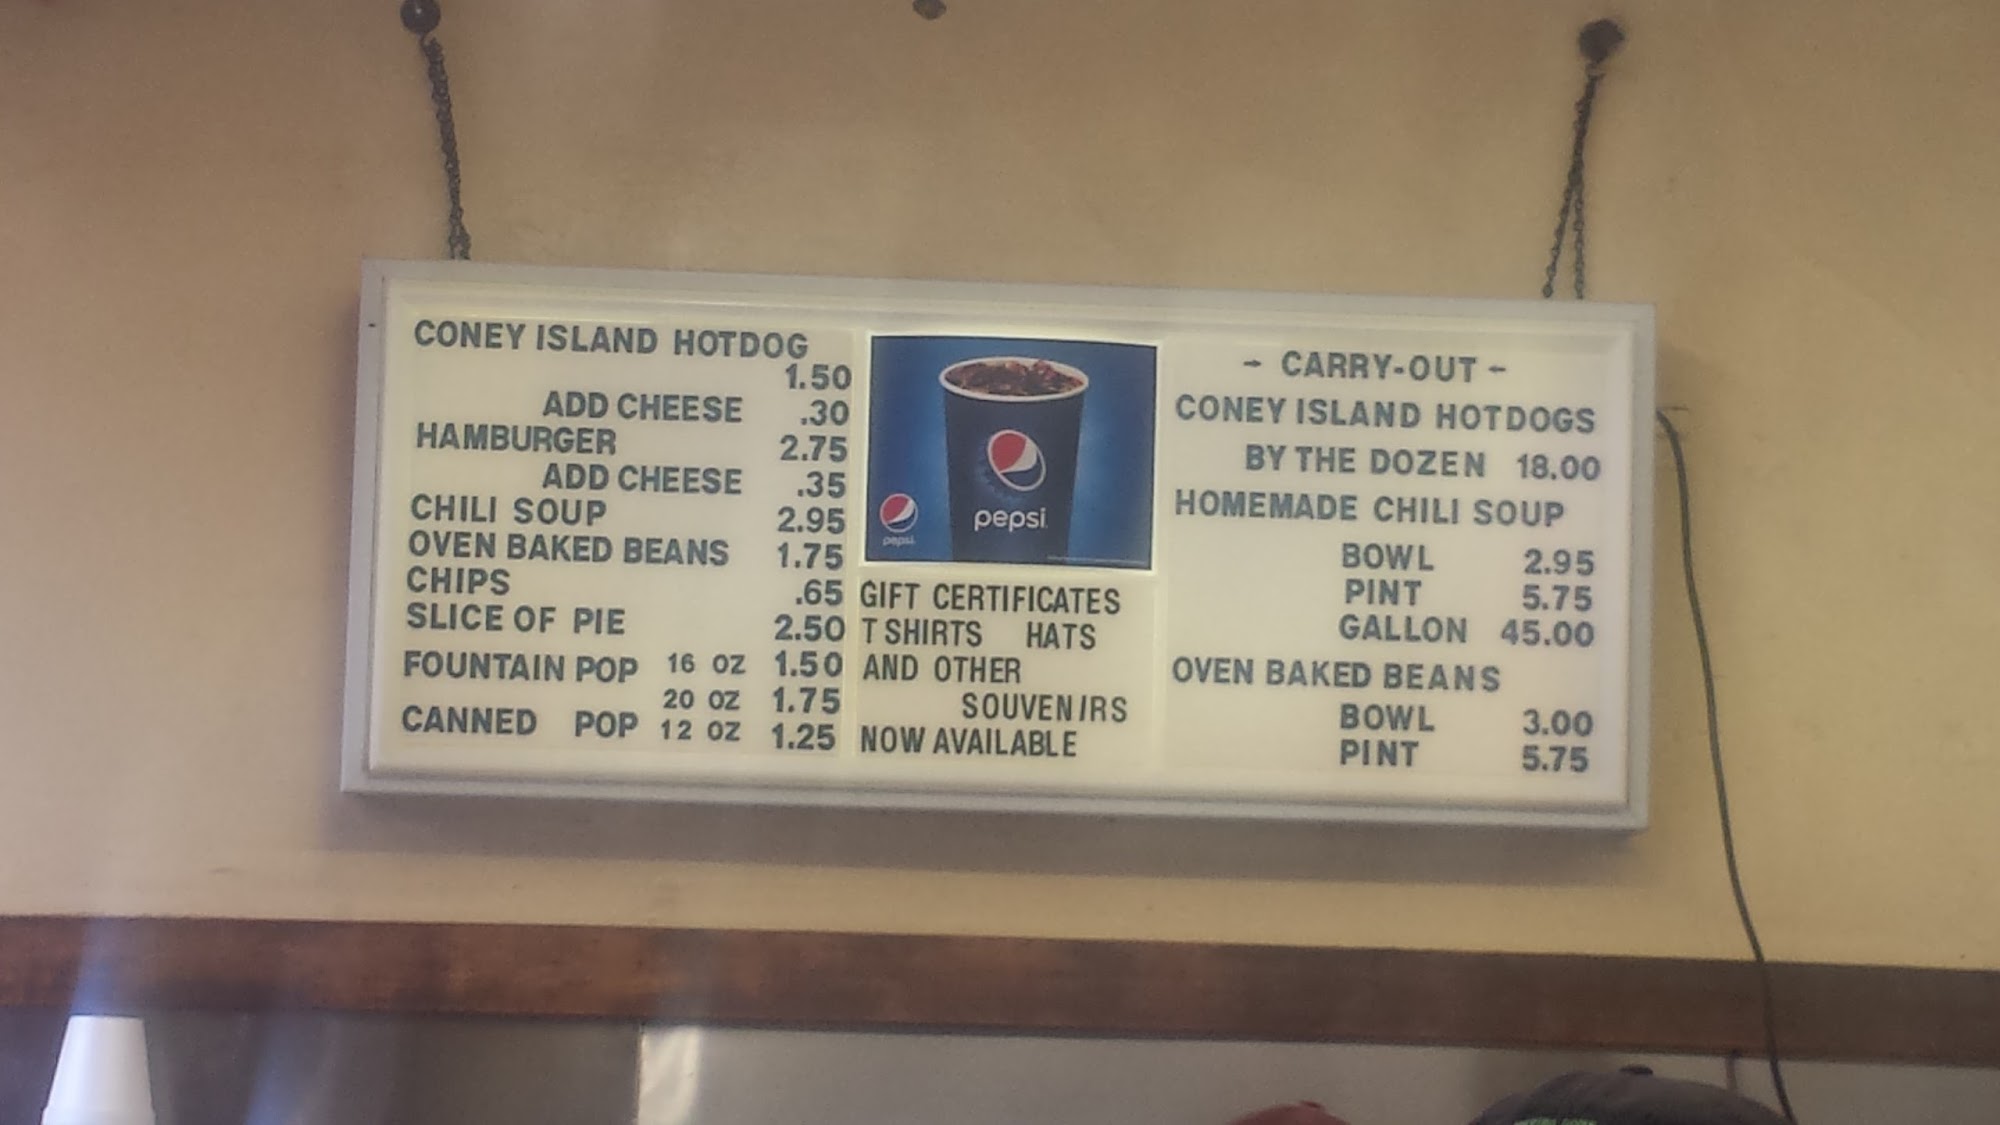 CONEY ISLAND HOTDOG
1.50
ADD CHEESE .30
HAMBURGER 2.75
ADD CHEESE .35
CHILI SOUP 2.95
OVEN BAKED BEANS 1.75
CHIPS .65
SLICE OF PIE 2.50
FOUNTAIN POP 16 OZ 1.50
20 OZ 1.75
CANNED POP 12 OZ 1.25
pepsi
pepsi
GIFT CERTIFICATES
T SHIRTS HATS
AND OTHER
SOUVENIRS
NOW AVAILABLE
- CARRY-OUT -
CONEY ISLAND HOTDOGS
BY THE DOZEN 18.00
HOMEMADE CHILI SOUP
BOWL 2.95
PINT 5.75
GALLON 45.00
OVEN BAKED BEANS
BOWL 3.00
PINT 5.75